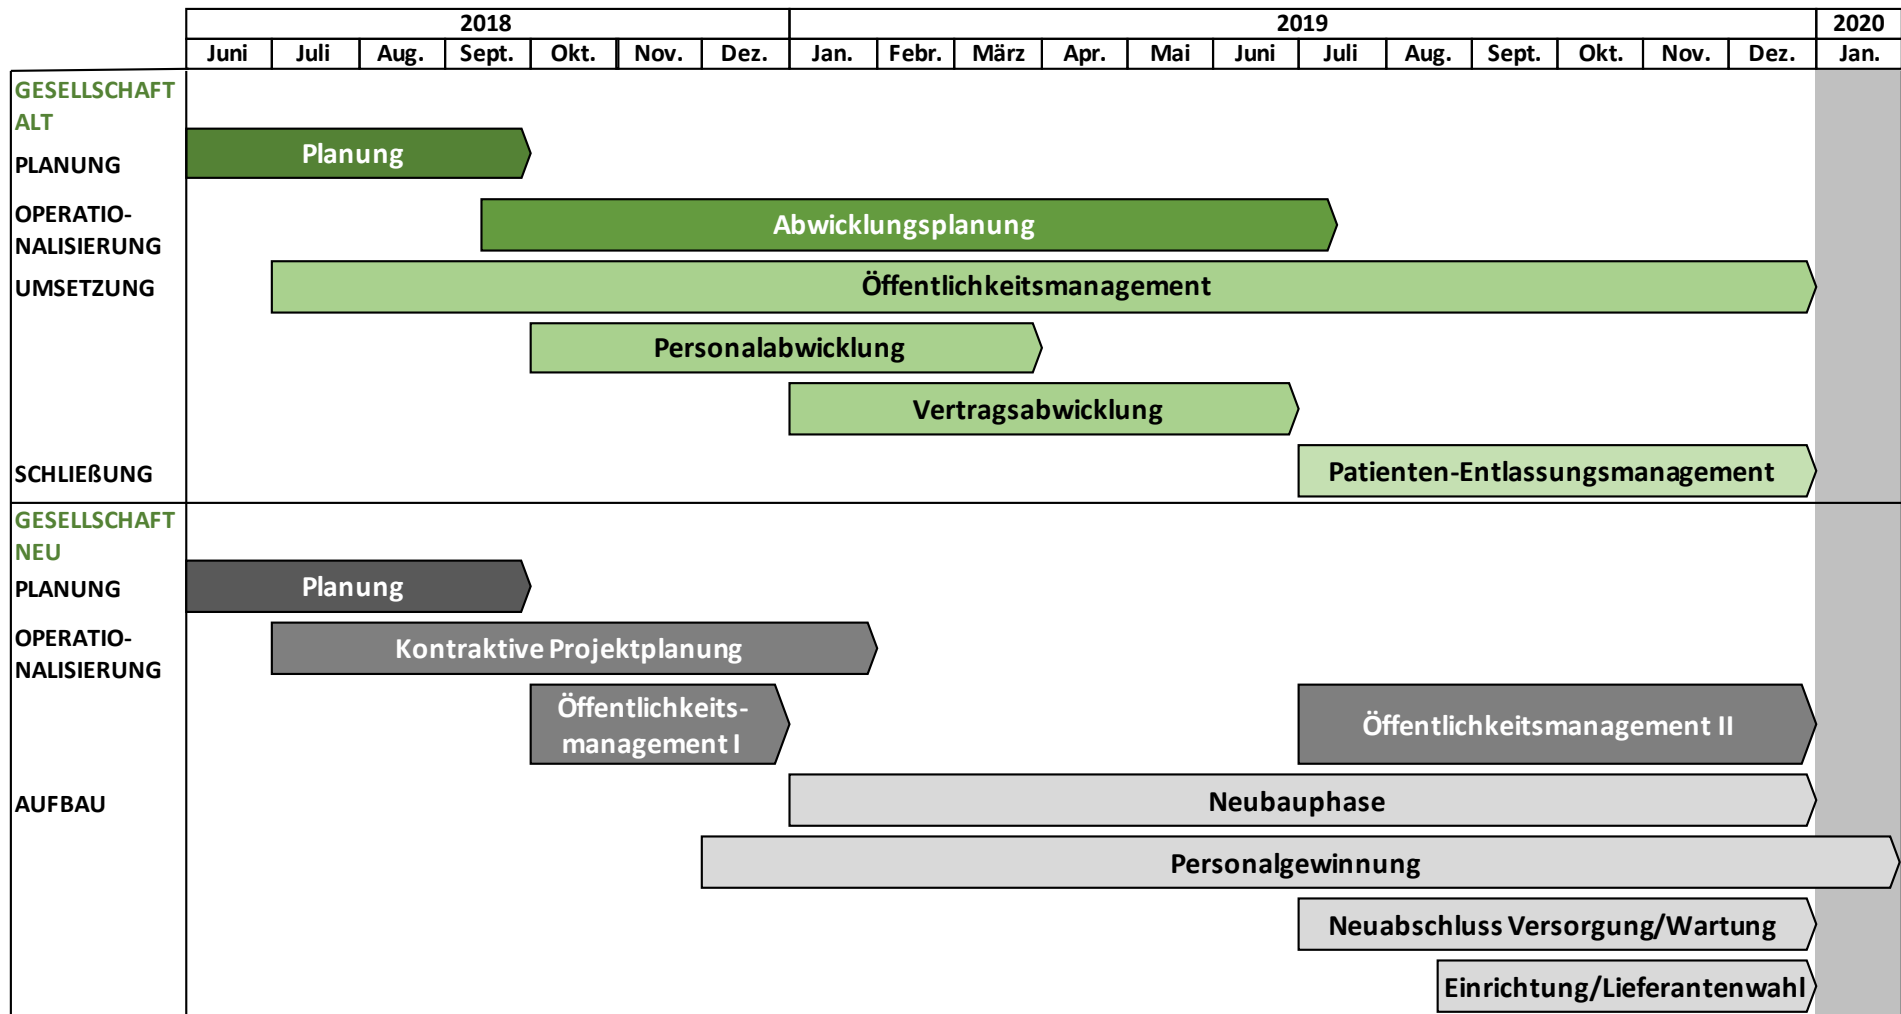 2018 2019 2020
Juni Juli Aug. Sept. Okt. Nov. Dez. Jan. Febr. März Apr. Mai Juni Juli Aug. Sept. Okt. Nov. Dez. Jan.
GESELLSCHAFT
ALT
PLANUNG
Planung
OPERATIO-
NALISIERUNG
Abwicklungsplanung
UMSETZUNG
Öffentlichkeitsmanagement
Personalabwicklung
Vertragsabwicklung
SCHLIEßUNG
Patienten-Entlassungsmanagement
GESELLSCHAFT
NEU
PLANUNG
Planung
OPERATIO-
NALISIERUNG
Kontraktive Projektplanung
Öffentlichkeits-
management I
Öffentlichkeitsmanagement II
AUFBAU
Neubauphase
Personalgewinnung
Neuabschluss Versorgung/Wartung
Einrichtung/Lieferantenwahl